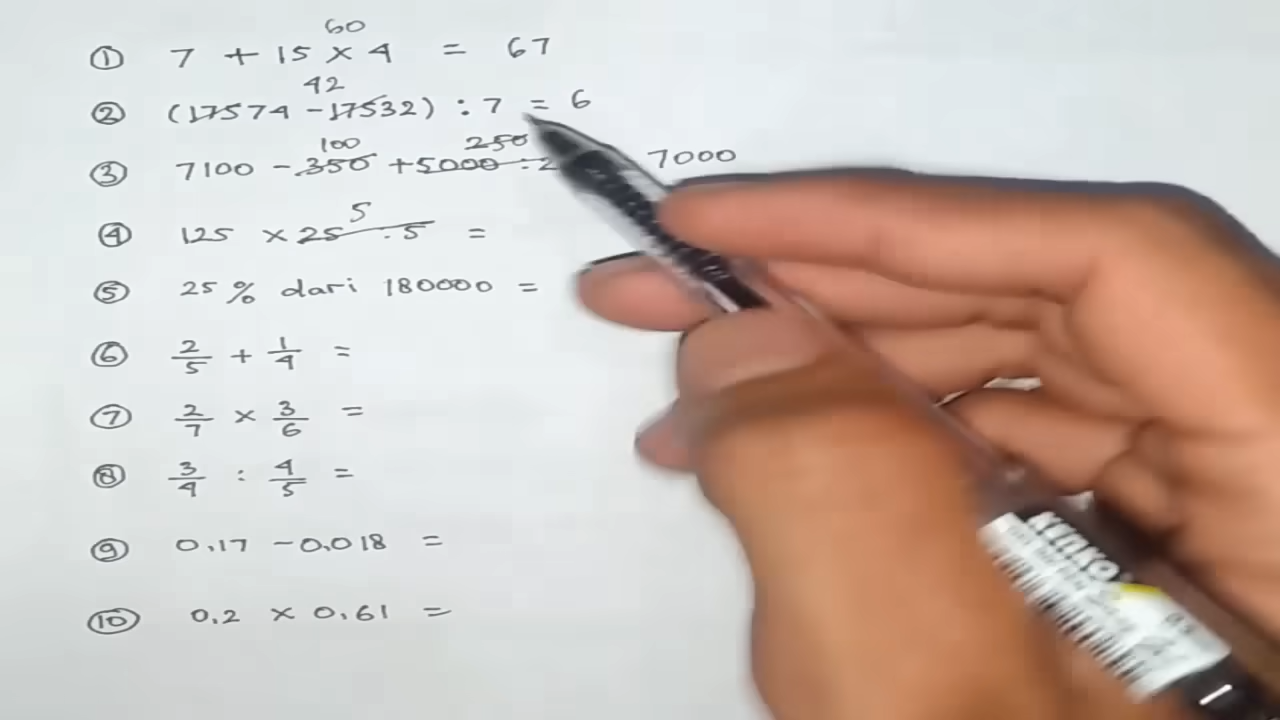 60
① 7 + 15 × 4 = 67
42
② (17574 - 17532) : 7 = 6
100 250
③ 7100 - 350 + 5000 : 2 7000
5
④ 125 × 25 : 5 =
⑤ 25 % dari 180000 =
⑥ 2/5 + 1/4 =
⑦ 2/7 × 3/6 =
⑧ 3/4 : 4/5 =
⑨ 0,17 - 0,018 =
⑩ 0,2 × 0,61 =
KENKO